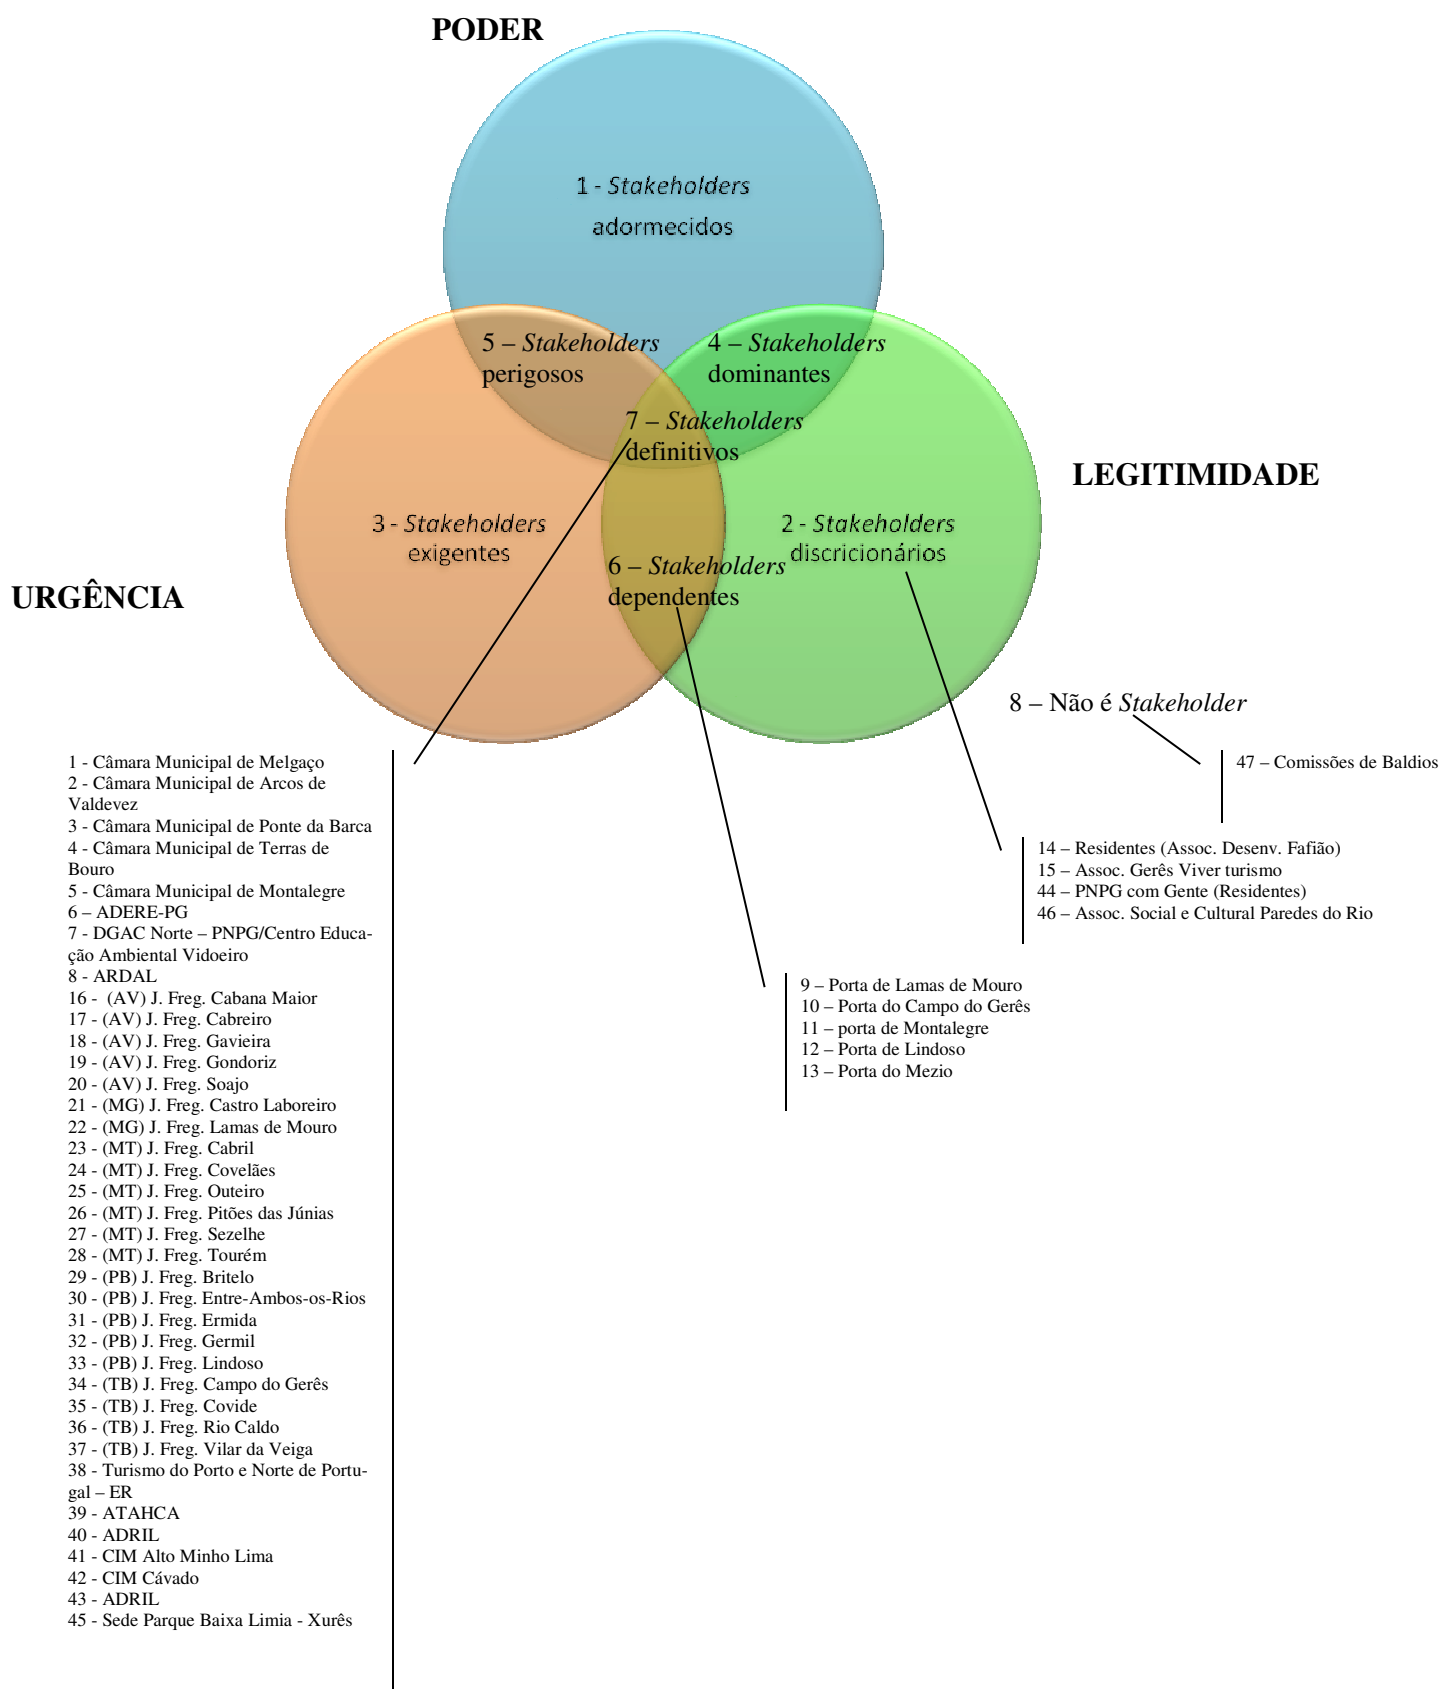 PODER
1 - Stakeholders
adormecidos
5 – Stakeholders
perigosos
4 – Stakeholders
dominantes
7 – Stakeholders
definitivos
LEGITIMIDADE
3 - Stakeholders
exigentes
2 - Stakeholders
discricionários
6 – Stakeholders
dependentes
URGÊNCIA
8 – Não é Stakeholder
1 - Câmara Municipal de Melgaço
2 - Câmara Municipal de Arcos de
Valdevez
3 - Câmara Municipal de Ponte da Barca
4 - Câmara Municipal de Terras de
Bouro
5 - Câmara Municipal de Montalegre
6 – ADERE-PG
7 - DGAC Norte – PNPG/Centro Educa-
ção Ambiental Vidoeiro
8 - ARDAL
16 -  (AV) J. Freg. Cabana Maior
17 - (AV) J. Freg. Cabreiro
18 - (AV) J. Freg. Gavieira
19 - (AV) J. Freg. Gondoriz
20 - (AV) J. Freg. Soajo
21 - (MG) J. Freg. Castro Laboreiro
22 - (MG) J. Freg. Lamas de Mouro
23 - (MT) J. Freg. Cabril
24 - (MT) J. Freg. Covelães
25 - (MT) J. Freg. Outeiro
26 - (MT) J. Freg. Pitões das Júnias
27 - (MT) J. Freg. Sezelhe
28 - (MT) J. Freg. Tourém
29 - (PB) J. Freg. Britelo
30 - (PB) J. Freg. Entre-Ambos-os-Rios
31 - (PB) J. Freg. Ermida
32 - (PB) J. Freg. Germil
33 - (PB) J. Freg. Lindoso
34 - (TB) J. Freg. Campo do Gerês
35 - (TB) J. Freg. Covide
36 - (TB) J. Freg. Rio Caldo
37 - (TB) J. Freg. Vilar da Veiga
38 - Turismo do Porto e Norte de Portu-
gal – ER
39 - ATAHCA
40 - ADRIL
41 - CIM Alto Minho Lima
42 - CIM Cávado
43 - ADRIL
45 - Sede Parque Baixa Limia - Xurês
47 – Comissões de Baldios
14 – Residentes (Assoc. Desenv. Fafião)
15 – Assoc. Gerês Viver turismo
44 – PNPG com Gente (Residentes)
46 – Assoc. Social e Cultural Paredes do Rio
9 – Porta de Lamas de Mouro
10 – Porta do Campo do Gerês
11 – porta de Montalegre
12 – Porta de Lindoso
13 – Porta do Mezio